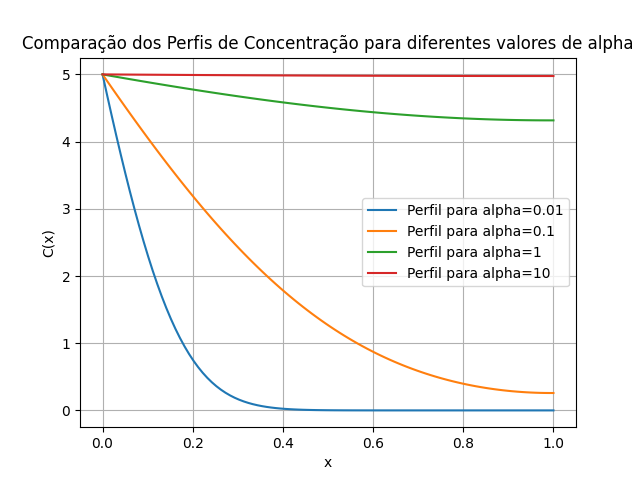 Comparação dos Perfis de Concentração para diferentes valores de alpha
C(x)
5
4
3
2
1
0
Perfil para alpha=0.01
Perfil para alpha=0.1
Perfil para alpha=1
Perfil para alpha=10
0.0 0.2 0.4 0.6 0.8 1.0
x